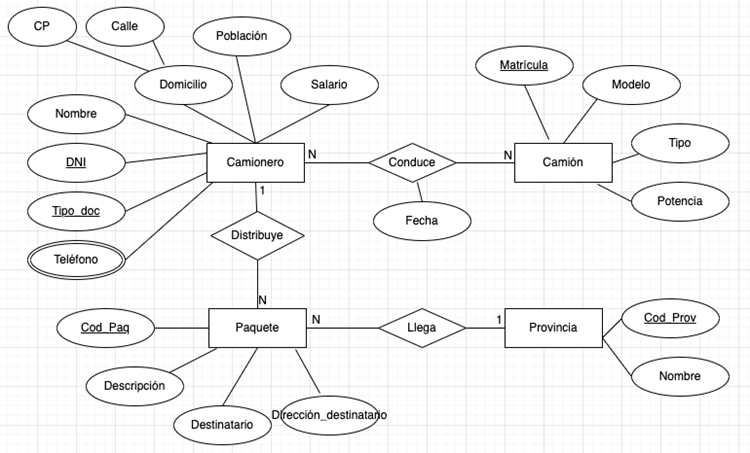 CP
Calle
Población
Domicilio
Salario
Matrícula
Modelo
Nombre
DNI
Camionero
N
Conduce
N
Camión
Tipo
Tipo_doc
1
Fecha
Potencia
Teléfono
Distribuye
N
Cod_Paq
Paquete
N
Llega
1
Provincia
Cod_Prov
Nombre
Descripción
Destinatario
Dirección_destinatario